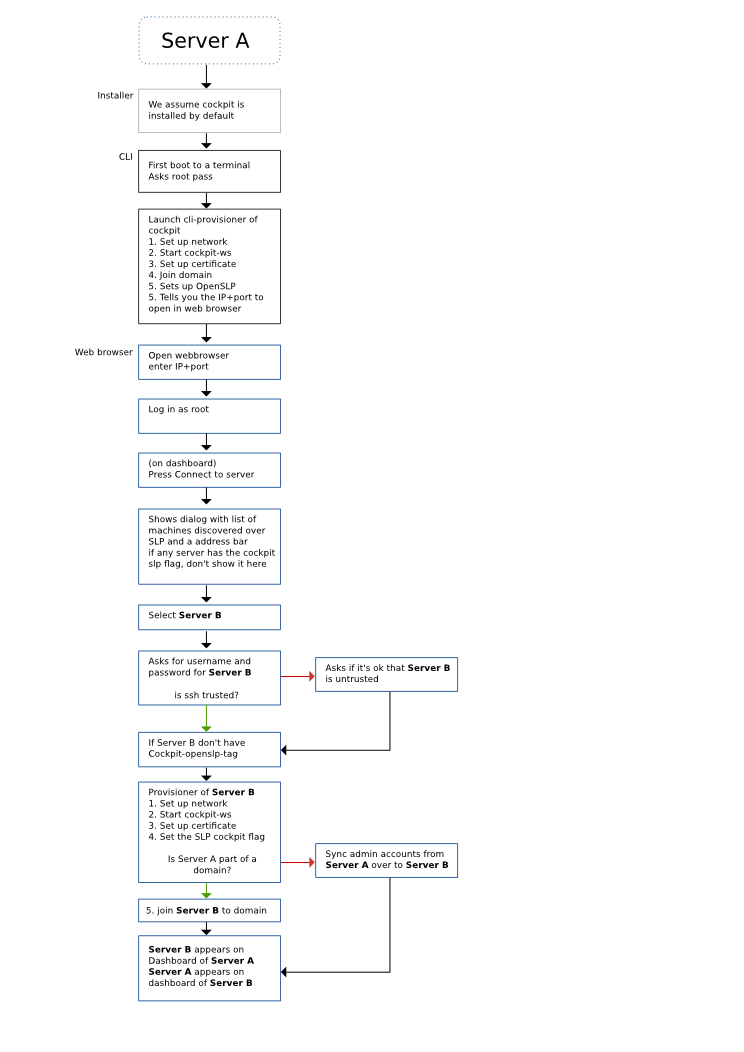 Server A
Installer
We assume cockpit is
installed by default
CLI
First boot to a terminal
Asks root pass
Launch cli-provisioner of
cockpit
1. Set up network
2. Start cockpit-ws
3. Set up certificate
4. Join domain
5. Sets up OpenSLP
5. Tells you the IP+port to
open in web browser
Web browser
Open webbrowser
enter IP+port
Log in as root
(on dashboard)
Press Connect to server
Shows dialog with list of
machines discovered over
SLP and a address bar
if any server has the cockpit
slp flag, don't show it here
Select Server B
Asks for username and
password for Server B
is ssh trusted?
Asks if it's ok that Server B
is untrusted
If Server B don't have
Cockpit-openslp-tag
Provisioner of Server B
1. Set up network
2. Start cockpit-ws
3. Set up certificate
4. Set the SLP cockpit flag
Is Server A part of a
domain?
Sync admin accounts from
Server A over to Server B
5. join Server B to domain
Server B appears on
Dashboard of Server A
Server A appears on
dashboard of Server B